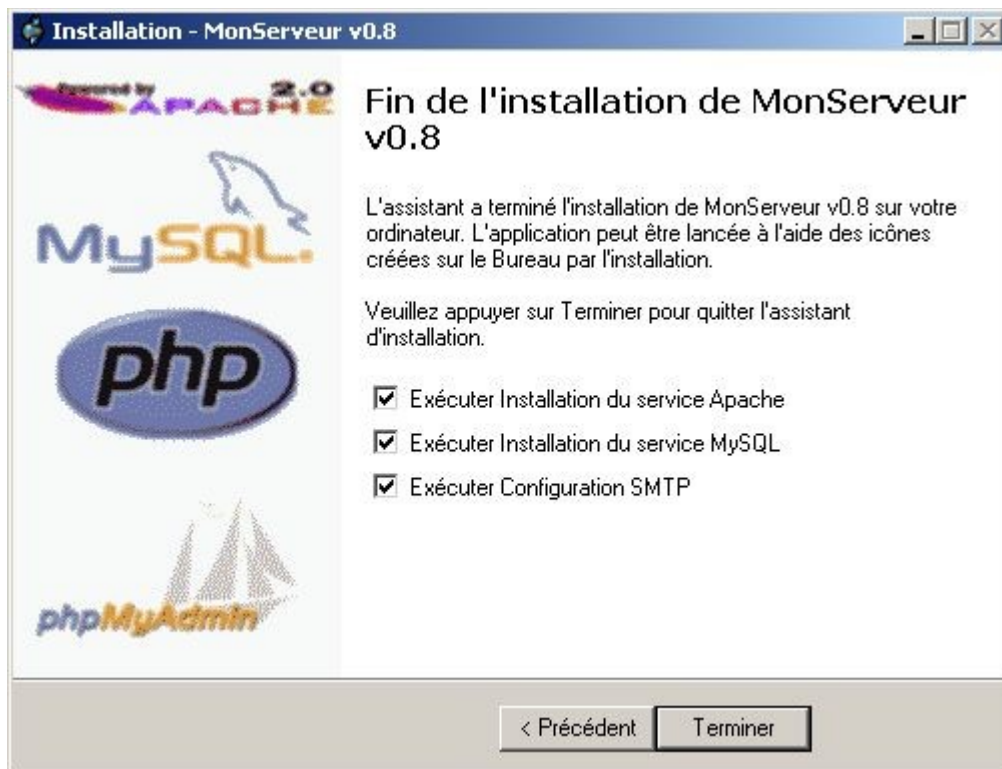 Installation - MonServeur v0.8
Powered by
APACHE 2.0
MySQL.
php
phpMyAdmin
Fin de l'installation de MonServeur
v0.8
L'assistant a terminé l'installation de MonServeur v0.8 sur votre
ordinateur. L'application peut être lancée à l'aide des icônes
créées sur le Bureau par l'installation.
Veuillez appuyer sur Terminer pour quitter l'assistant
d'installation.
Exécuter Installation du service Apache
Exécuter Installation du service MySQL
Exécuter Configuration SMTP
< Précédent
Terminer